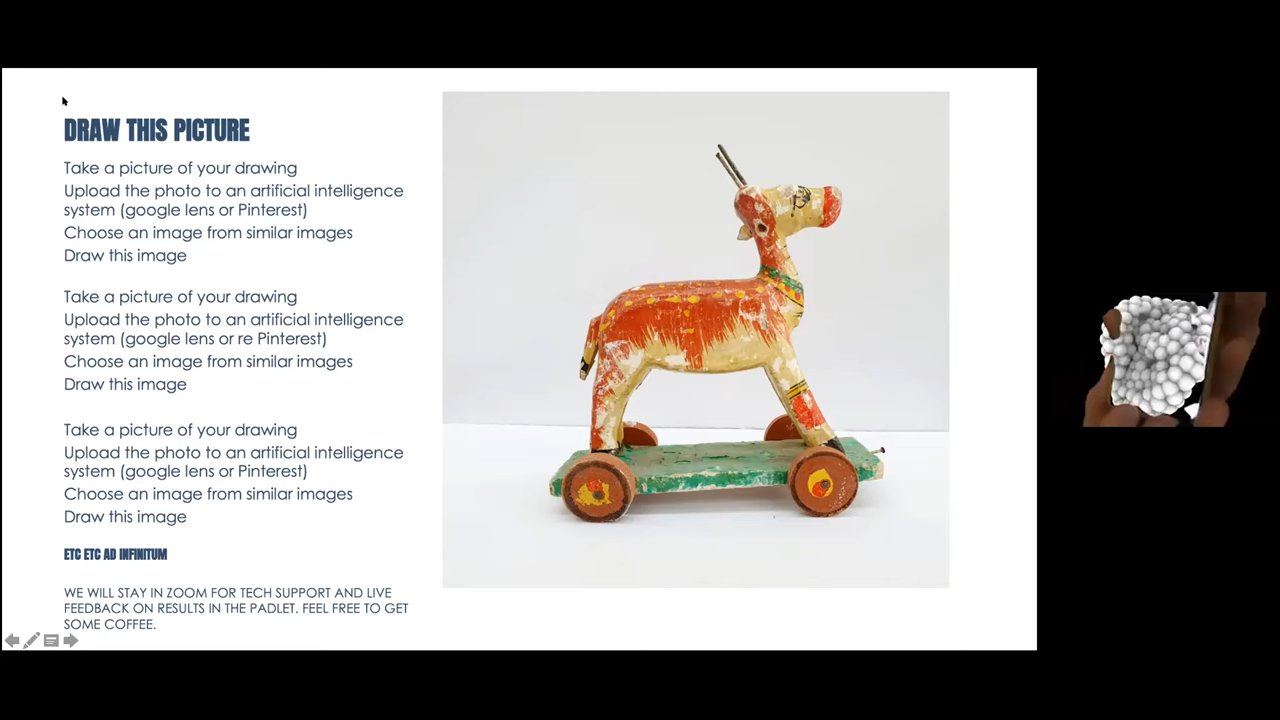 DRAW THIS PICTURE
Take a picture of your drawing
Upload the photo to an artificial intelligence
system (google lens or Pinterest)
Choose an image from similar images
Draw this image
Take a picture of your drawing
Upload the photo to an artificial intelligence
system (google lens or re Pinterest)
Choose an image from similar images
Draw this image
Take a picture of your drawing
Upload the photo to an artificial intelligence
system (google lens or Pinterest)
Choose an image from similar images
Draw this image
ETC ETC AD INFINITUM
WE WILL STAY IN ZOOM FOR TECH SUPPORT AND LIVE
FEEDBACK ON RESULTS IN THE PADLET. FEEL FREE TO GET
SOME COFFEE.